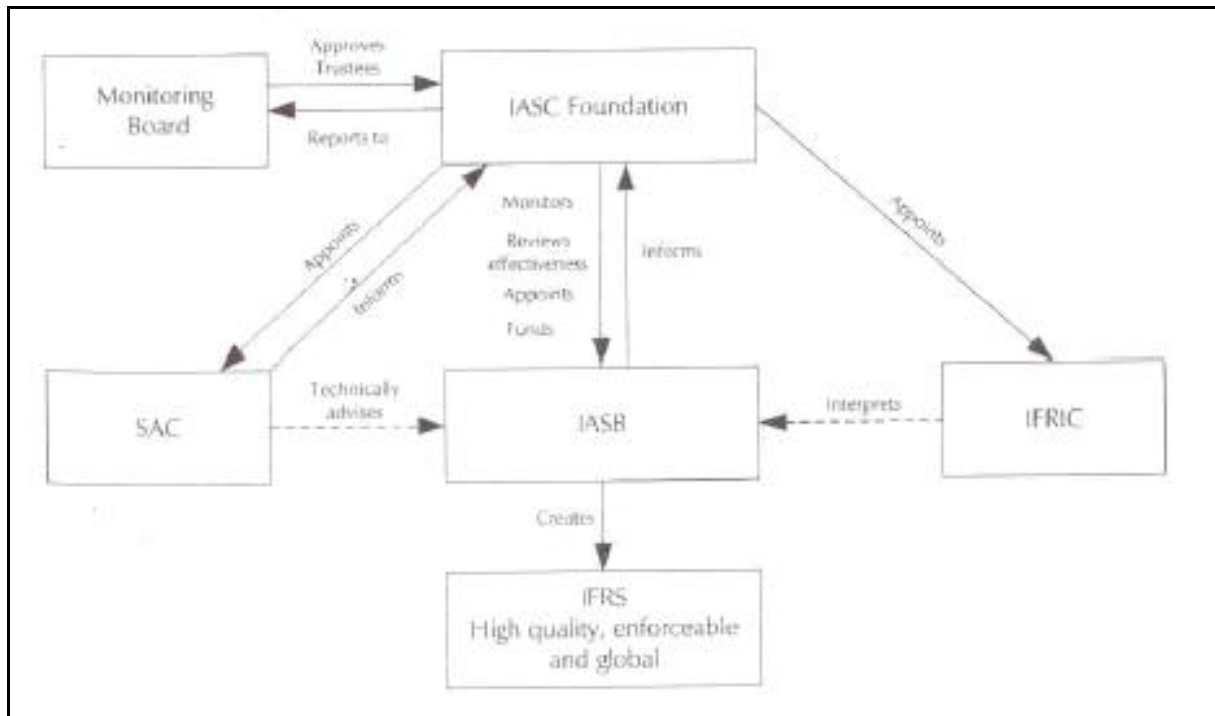 Approves
Trustees
Monitoring
Board
IASC Foundation
Reports to
Appoints
Informs
Monitors
Reviews
effectiveness
Appoints
Funds
Informs
Appoints
SAC
Technically
advises
IASB
Interprets
IFRIC
Creates
IFRS
High quality, enforceable
and global